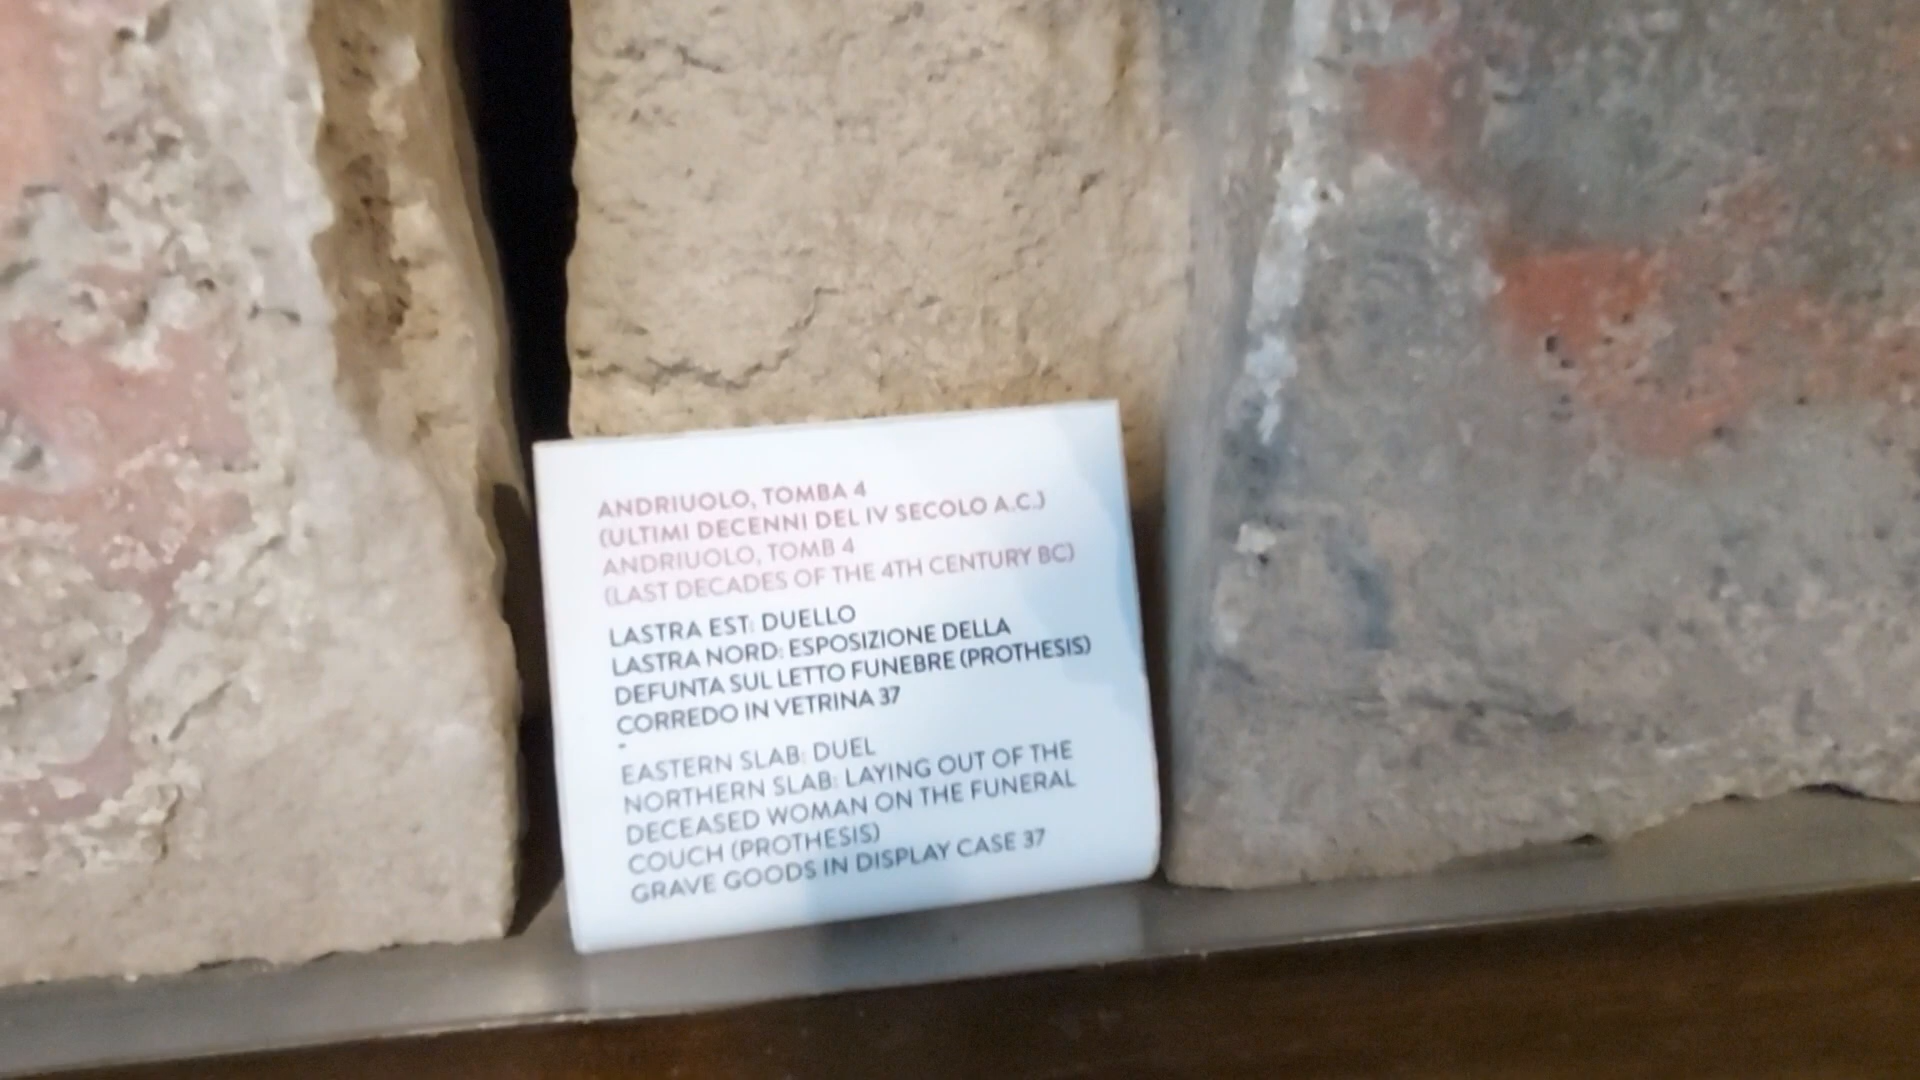 ANDRIUOLO, TOMBA 4
(ULTIMI DECENNI DEL IV SECOLO A.C.)
ANDRIUOLO, TOMB 4
(LAST DECADES OF THE 4TH CENTURY BC)
LASTRA EST: DUELLO
LASTRA NORD: ESPOSIZIONE DELLA
DEFUNTA SUL LETTO FUNEBRE (PROTHESIS)
CORREDO IN VETRINA 37
-
EASTERN SLAB: DUEL
NORTHERN SLAB: LAYING OUT OF THE
DECEASED WOMAN ON THE FUNERAL
COUCH (PROTHESIS)
GRAVE GOODS IN DISPLAY CASE 37